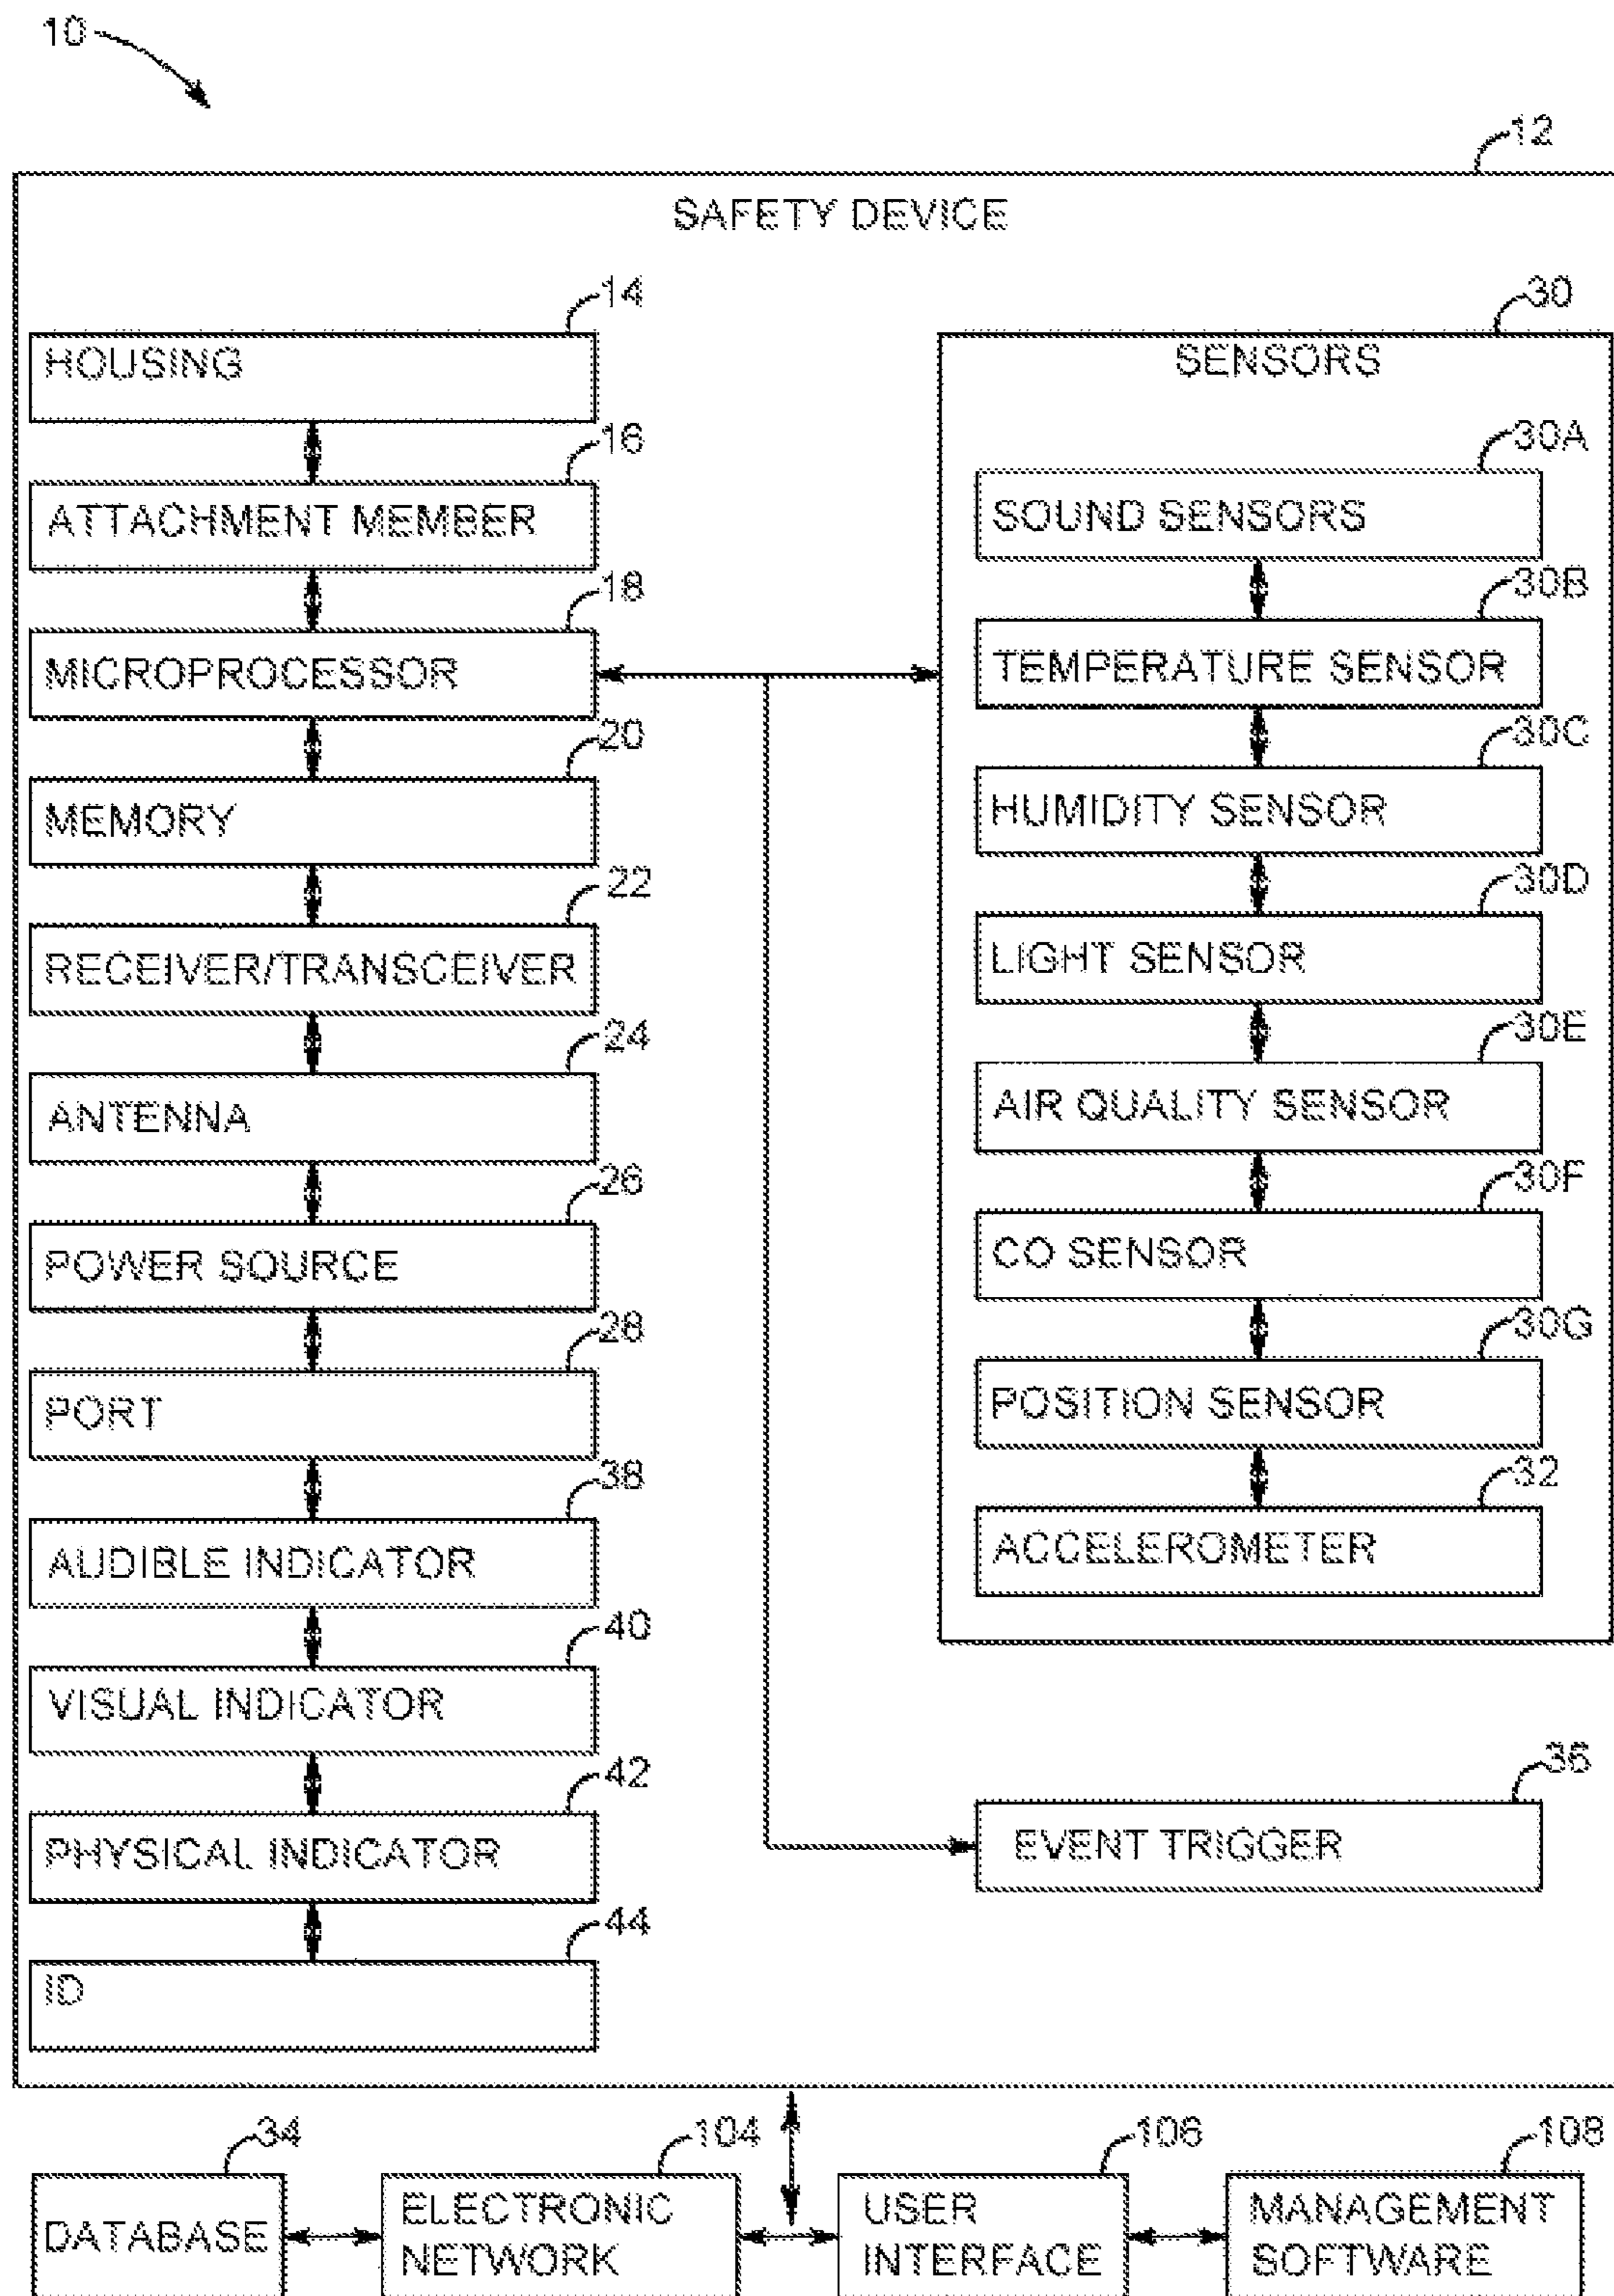 10
12
SAFETY DEVICE
14
HOUSING
16
ATTACHMENT MEMBER
18
MICROPROCESSOR
20
MEMORY
22
RECEIVER/TRANSCEIVER
24
ANTENNA
26
POWER SOURCE
28
PORT
38
AUDIBLE INDICATOR
40
VISUAL INDICATOR
42
PHYSICAL INDICATOR
44
ID
30
SENSORS
30A
SOUND SENSORS
30B
TEMPERATURE SENSOR
30C
HUMIDITY SENSOR
30D
LIGHT SENSOR
30E
AIR QUALITY SENSOR
30F
CO SENSOR
30G
POSITION SENSOR
32
ACCELEROMETER
36
EVENT TRIGGER
34
DATABASE
104
ELECTRONIC
NETWORK
106
USER
INTERFACE
108
MANAGEMENT
SOFTWARE